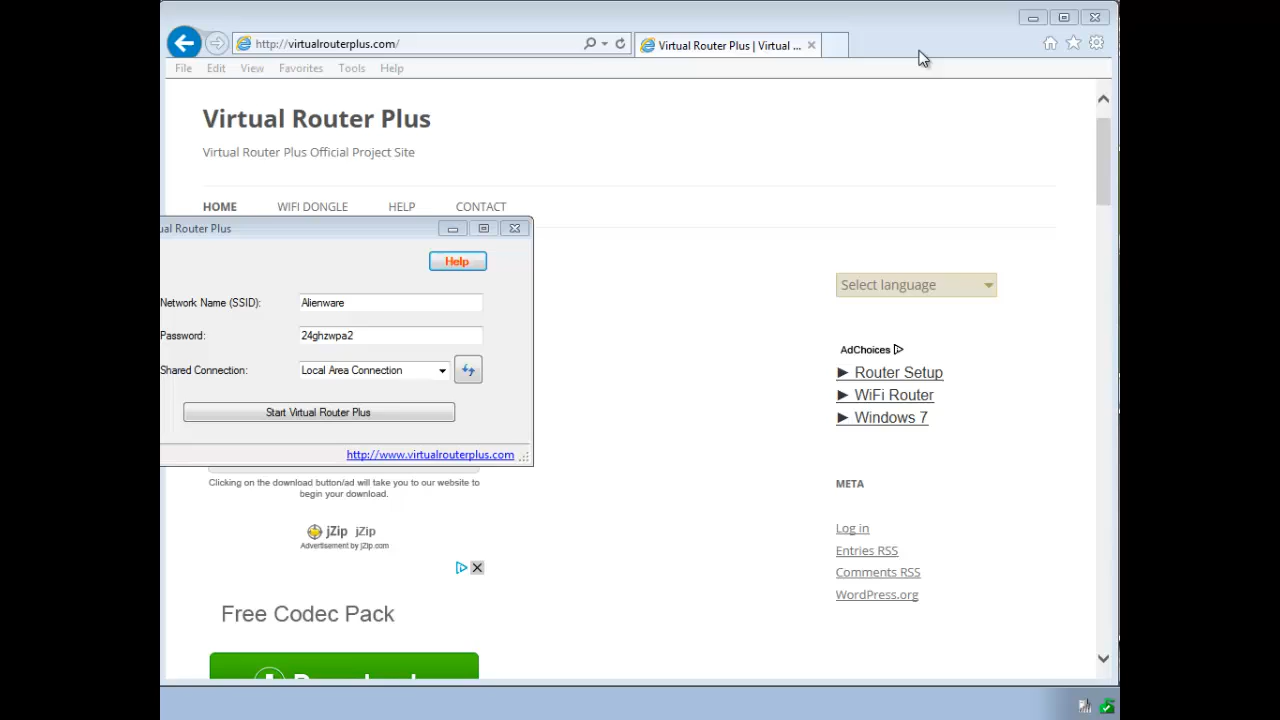 http://virtualrouterplus.com/
Virtual Router Plus | Virtual ...
File Edit View Favorites Tools Help
Virtual Router Plus
Virtual Router Plus Official Project Site
HOME WIFI DONGLE HELP CONTACT
ual Router Plus
Help
Network Name (SSID): Alienware
Password: 24ghzwpa2
Shared Connection: Local Area Connection
Start Virtual Router Plus
http://www.virtualrouterplus.com
Clicking on the download button/ad will take you to our website to
begin your download.
jZip jZip
Advertisement by jZip.com
Free Codec Pack
Select language
AdChoices
► Router Setup
► WiFi Router
► Windows 7
META
Log in
Entries RSS
Comments RSS
WordPress.org